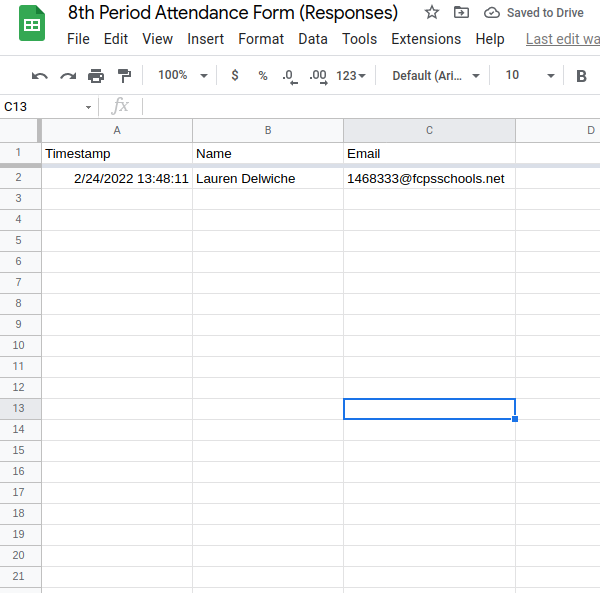 8th Period Attendance Form (Responses) Saved to Drive
File Edit View Insert Format Data Tools Extensions Help Last edit wa
100% $ % .0 .00 123 Default (Ari... 10 B
C13 fx
A B C D
1 Timestamp Name Email
2 2/24/2022 13:48:11 Lauren Delwiche 1468333@fcpsschools.net
3
4
5
6
7
8
9
10
11
12
13
14
15
16
17
18
19
20
21